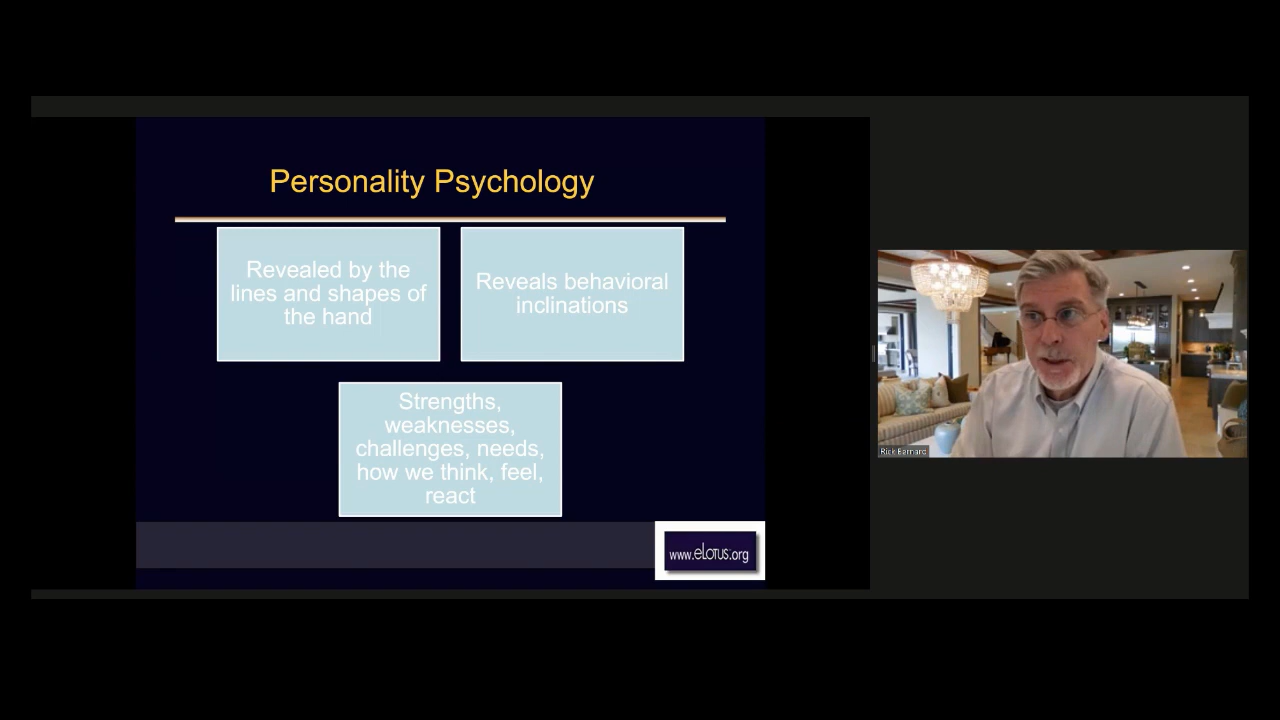 Personality Psychology
Revealed by the
lines and shapes of
the hand
Reveals behavioral
inclinations
Strengths,
weaknesses,
challenges, needs,
how we think, feel,
react
www.eLotus.org
Rick Bernard